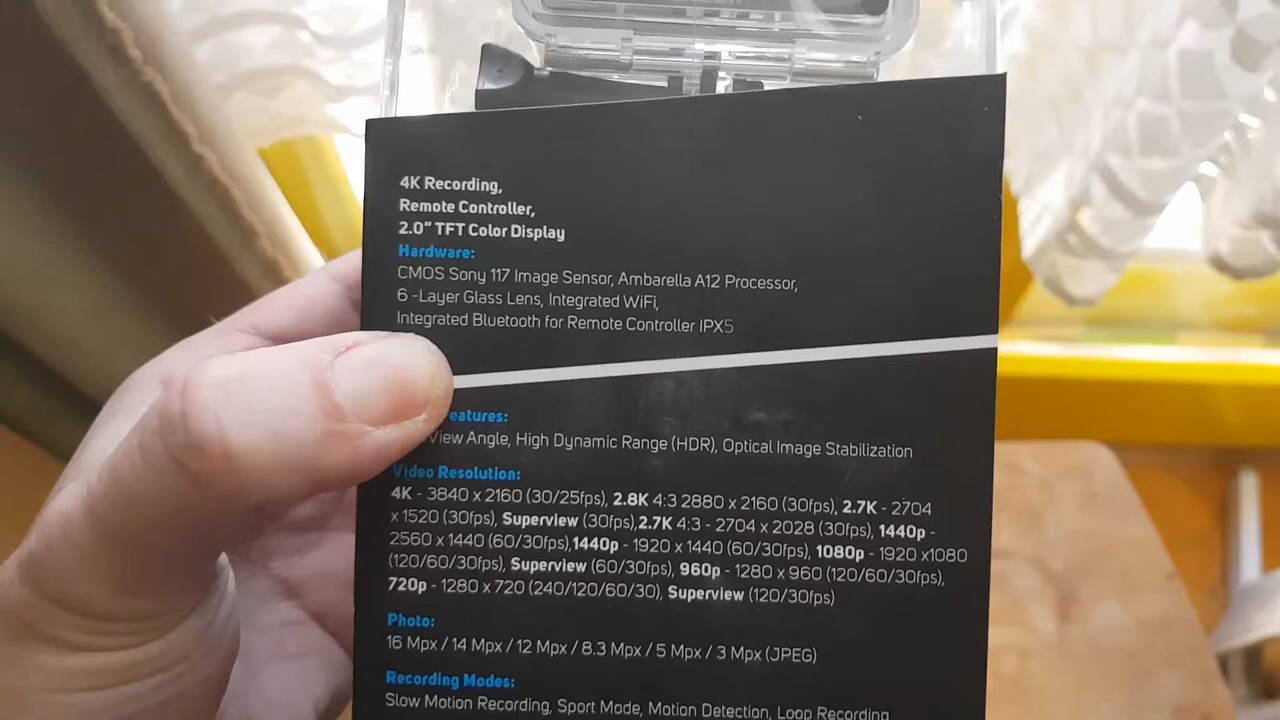 4K Recording,
Remote Controller,
2.0" TFT Color Display
Hardware:
CMOS Sony 117 Image Sensor, Ambarella A12 Processor,
6 -Layer Glass Lens, Integrated WiFi,
Integrated Bluetooth for Remote Controller IPX5
eatures:
View Angle, High Dynamic Range (HDR), Optical Image Stabilization
Video Resolution:
4K - 3840 x 2160 (30/25fps), 2.8K 4:3 2880 x 2160 (30fps), 2.7K - 2704
x 1520 (30fps), Superview (30fps),2.7K 4:3 - 2704 x 2028 (30fps), 1440p -
2560 x 1440 (60/30fps),1440p - 1920 x 1440 (60/30fps), 1080p - 1920 x1080
(120/60/30fps), Superview (60/30fps), 960p - 1280 x 960 (120/60/30fps),
720p - 1280 x 720 (240/120/60/30), Superview (120/30fps)
Photo:
16 Mpx / 14 Mpx / 12 Mpx / 8.3 Mpx / 5 Mpx / 3 Mpx (JPEG)
Recording Modes:
Slow Motion Recording, Sport Mode, Motion Detection, Loop Recording